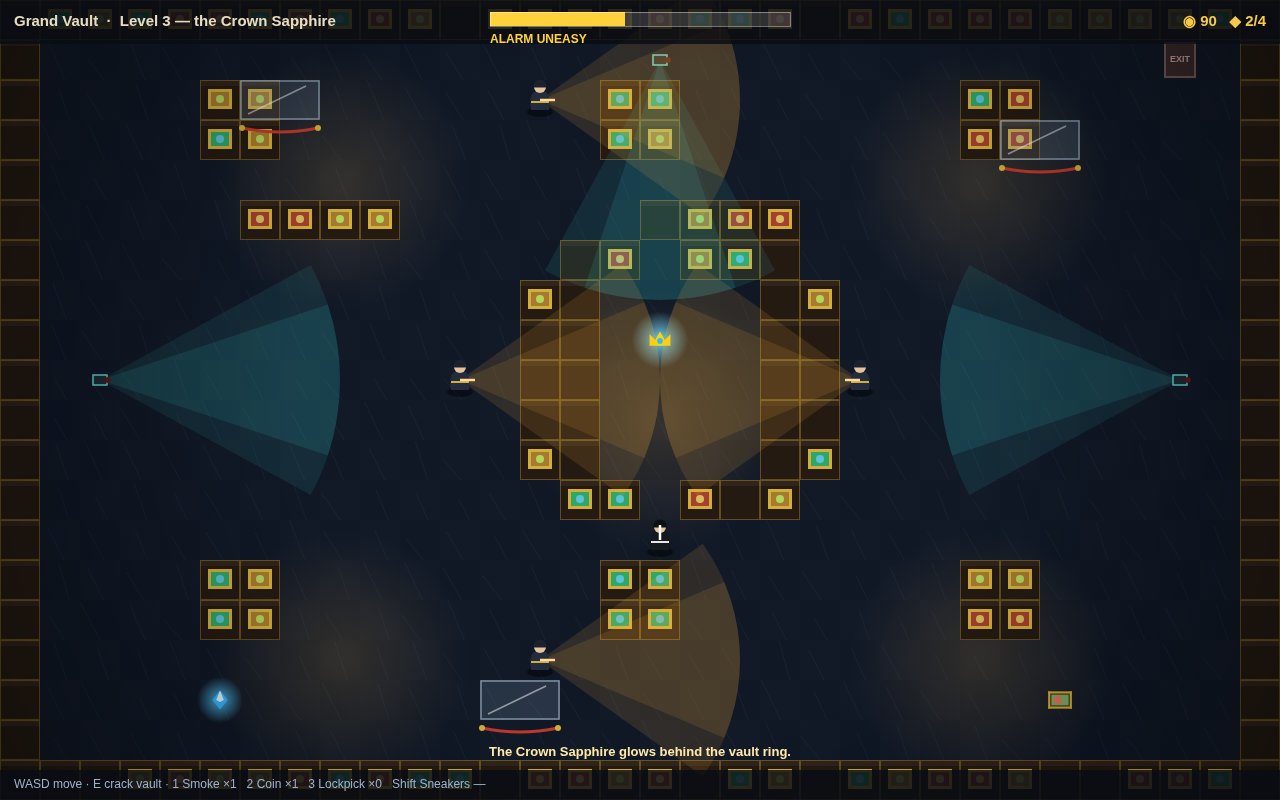 Grand Vault · Level 3 — the Crown Sapphire
◉ 90 ◆ 2/4
ALARM UNEASY
EXIT
The Crown Sapphire glows behind the vault ring.
WASD move · E crack vault · 1 Smoke ×1 2 Coin ×1 3 Lockpick ×0 Shift Sneakers —